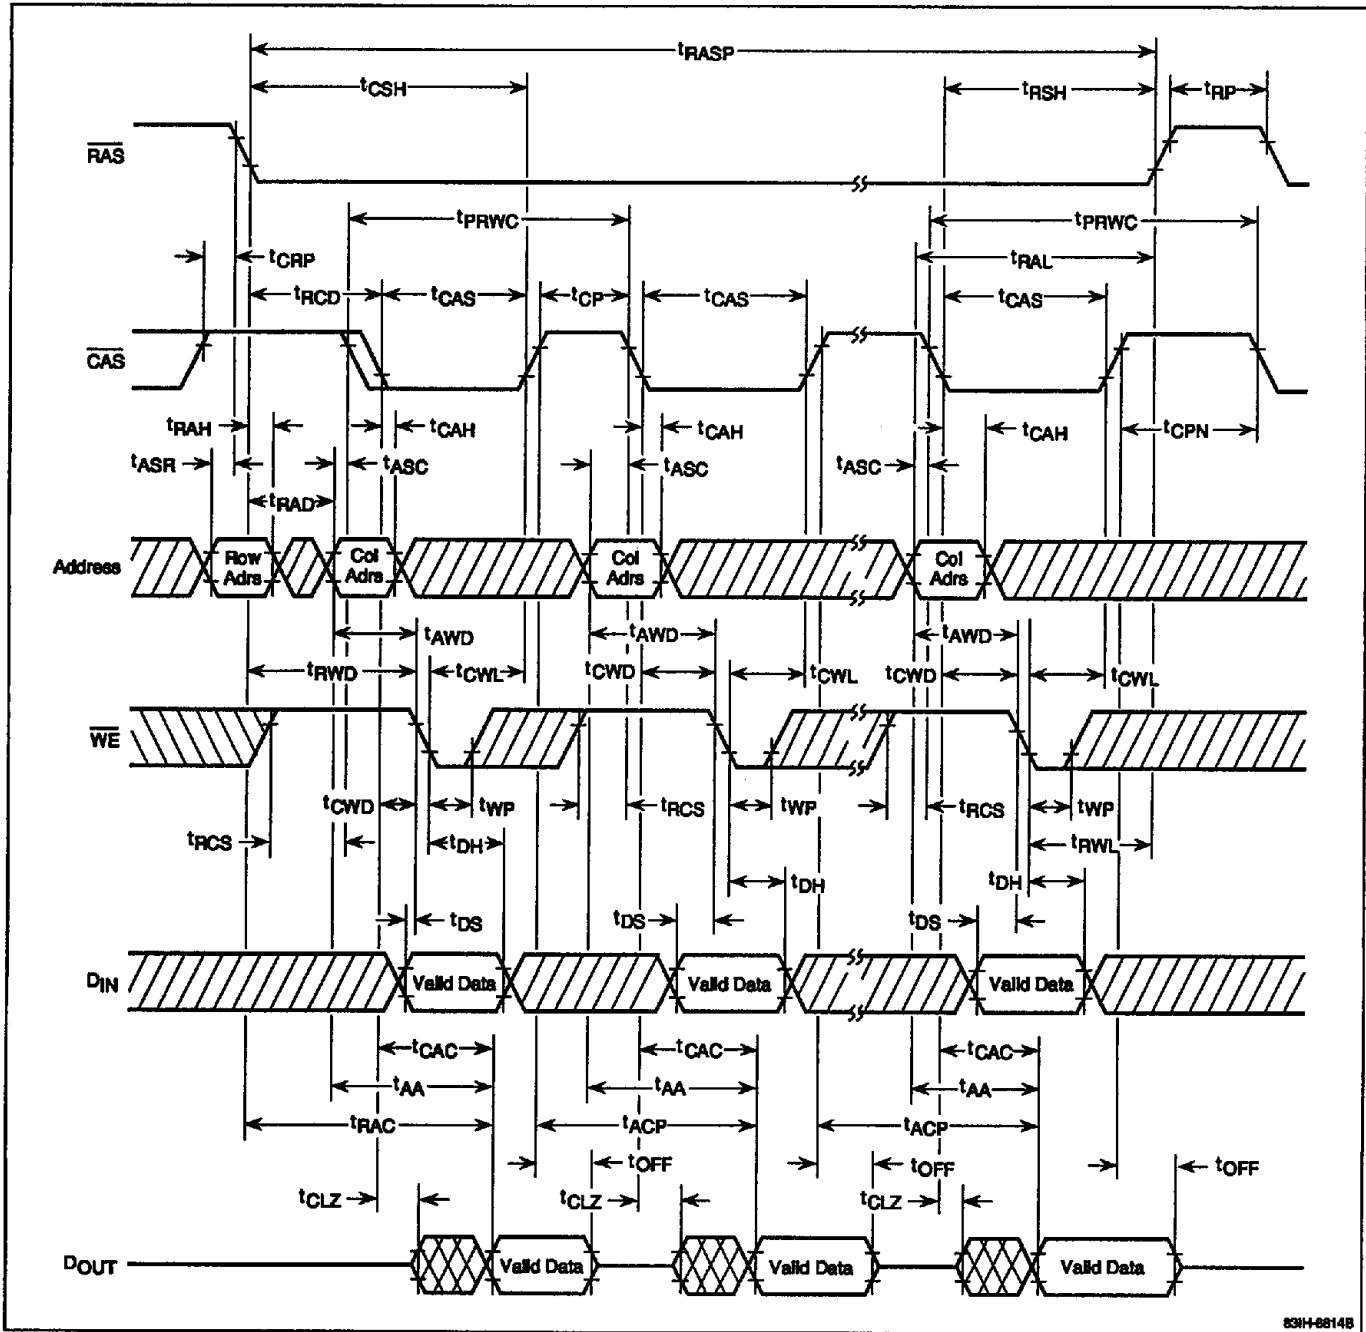 tRASP
tCSH tRSH tRP
RAS
tPRWC tPRWC
tCRP tRAL
tRCD tCAS tCP tCAS tCAS
CAS
tRAH tCAH tCAH tCAH tCPN
tASR tASC tASC tASC
tRAD
Address Row Adrs Col Adrs Col Adrs Col Adrs
tAWD tAWD tAWD
tRWD tCWL tCWD tCWL tCWD tCWL
WE
tCWD tWP tRCS tWP tRCS tWP
tRCS tDH tRWL
tDH tDH
tDS tDS tDS
DIN Valid Data Valid Data Valid Data
tCAC tCAC tCAC
tAA tAA tAA
tRAC tACP tACP
tOFF tOFF tOFF
tCLZ tCLZ tCLZ
DOUT Valid Data Valid Data Valid Data
83IH-6814B